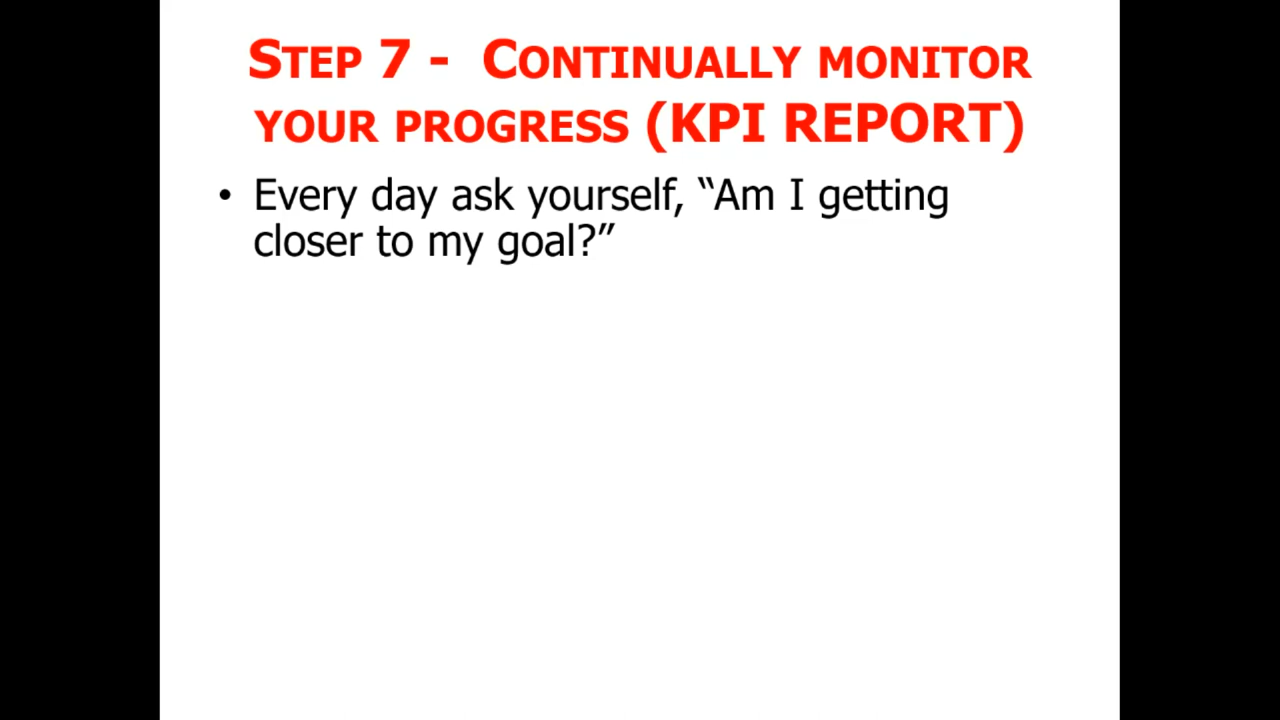 STEP 7 - CONTINUALLY MONITOR
YOUR PROGRESS (KPI REPORT)
• Every day ask yourself, “Am I getting
closer to my goal?”